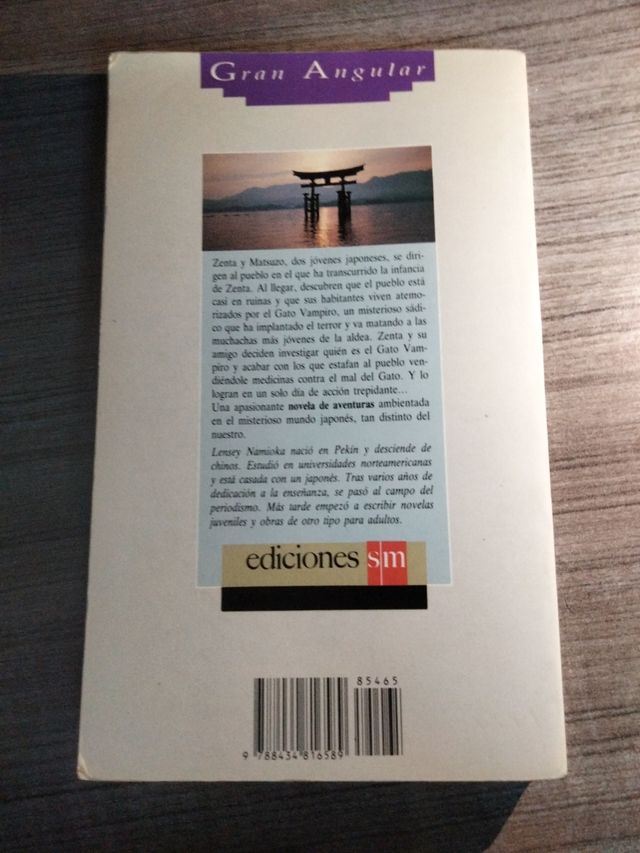 Gran Angular
Zenta y Matsuzo, dos jóvenes japoneses, se diri-
gen al pueblo en el que ha transcurrido la infancia
de Zenta. Al llegar, descubren que el pueblo está
casi en ruinas y que sus habitantes viven atemo-
rizados por el Gato Vampiro, un misterioso sádi-
co que ha implantado el terror y va matando a las
muchachas más jóvenes de la aldea. Zenta y su
amigo deciden investigar quién es el Gato Vam-
piro y acabar con los que estafan al pueblo ven-
diéndole medicinas contra el mal del Gato. Y lo
logran en un solo día de acción trepidante...
Una apasionante novela de aventuras ambientada
en el misterioso mundo japonés, tan distinto del
nuestro.
Lensey Namioka nació en Pekín y desciende de
chinos. Estudió en universidades norteamericanas
y está casada con un japonés. Tras varios años de
dedicación a la enseñanza, se pasó al campo del
periodismo. Más tarde empezó a escribir novelas
juveniles y obras de otro tipo para adultos.
ediciones sm
85465
9 788434 816589